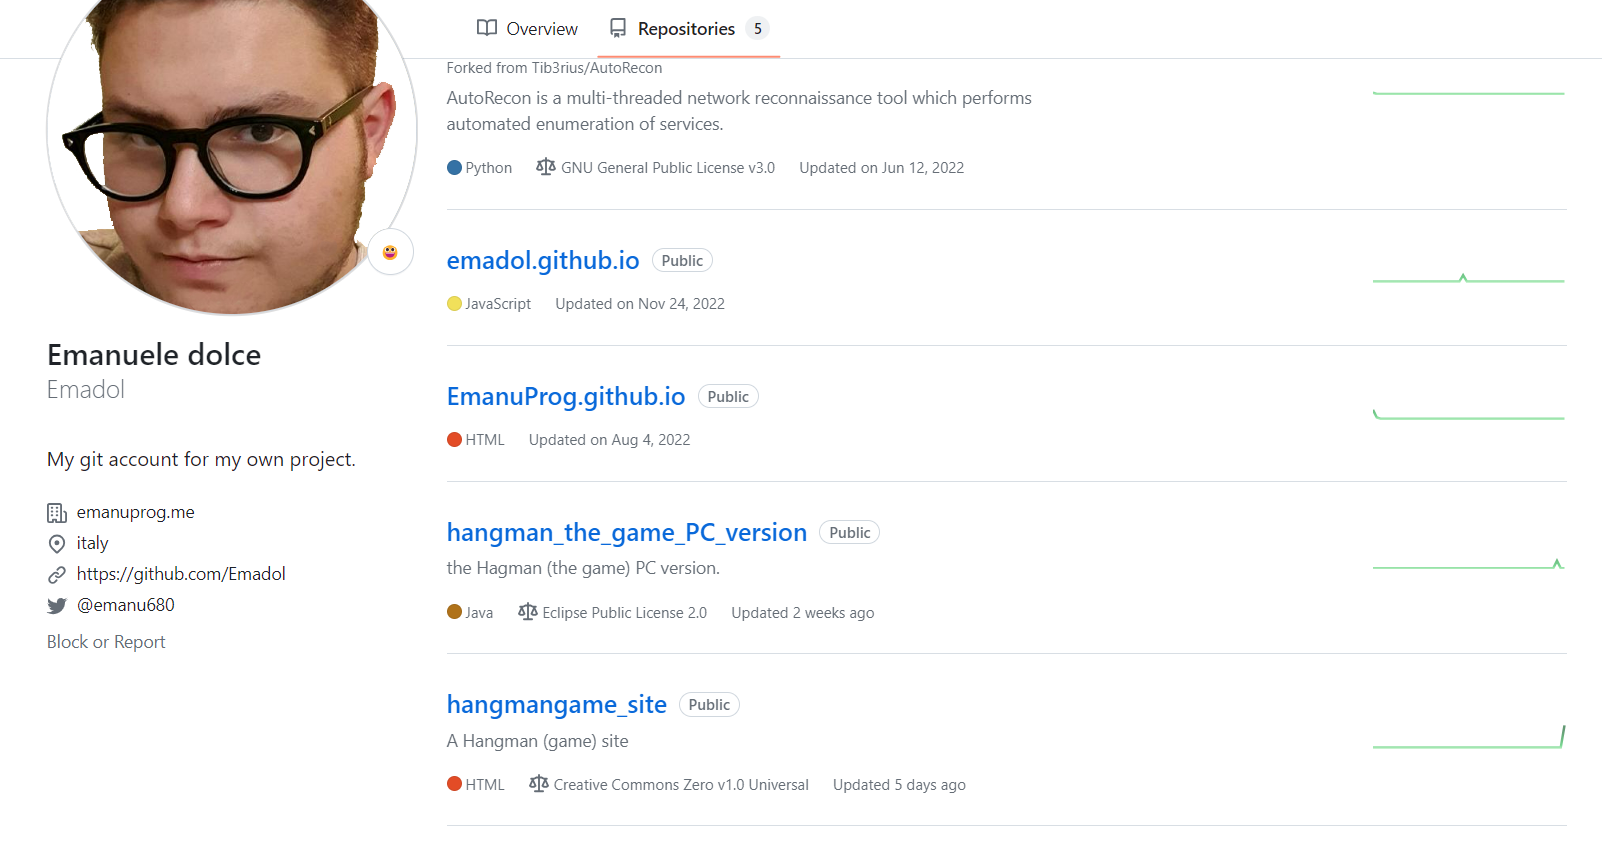 Overview
Repositories 5
Forked from Tib3rius/AutoRecon
AutoRecon is a multi-threaded network reconnaissance tool which performs
automated enumeration of services.
Python GNU General Public License v3.0 Updated on Jun 12, 2022
emadol.github.io Public
JavaScript Updated on Nov 24, 2022
EmanuProg.github.io Public
HTML Updated on Aug 4, 2022
hangman_the_game_PC_version Public
the Hagman (the game) PC version.
Java Eclipse Public License 2.0 Updated 2 weeks ago
hangmangame_site Public
A Hangman (game) site
HTML Creative Commons Zero v1.0 Universal Updated 5 days ago
Emanuele dolce
Emadol
My git account for my own project.
emanuprog.me
italy
https://github.com/Emadol
@emanu680
Block or Report